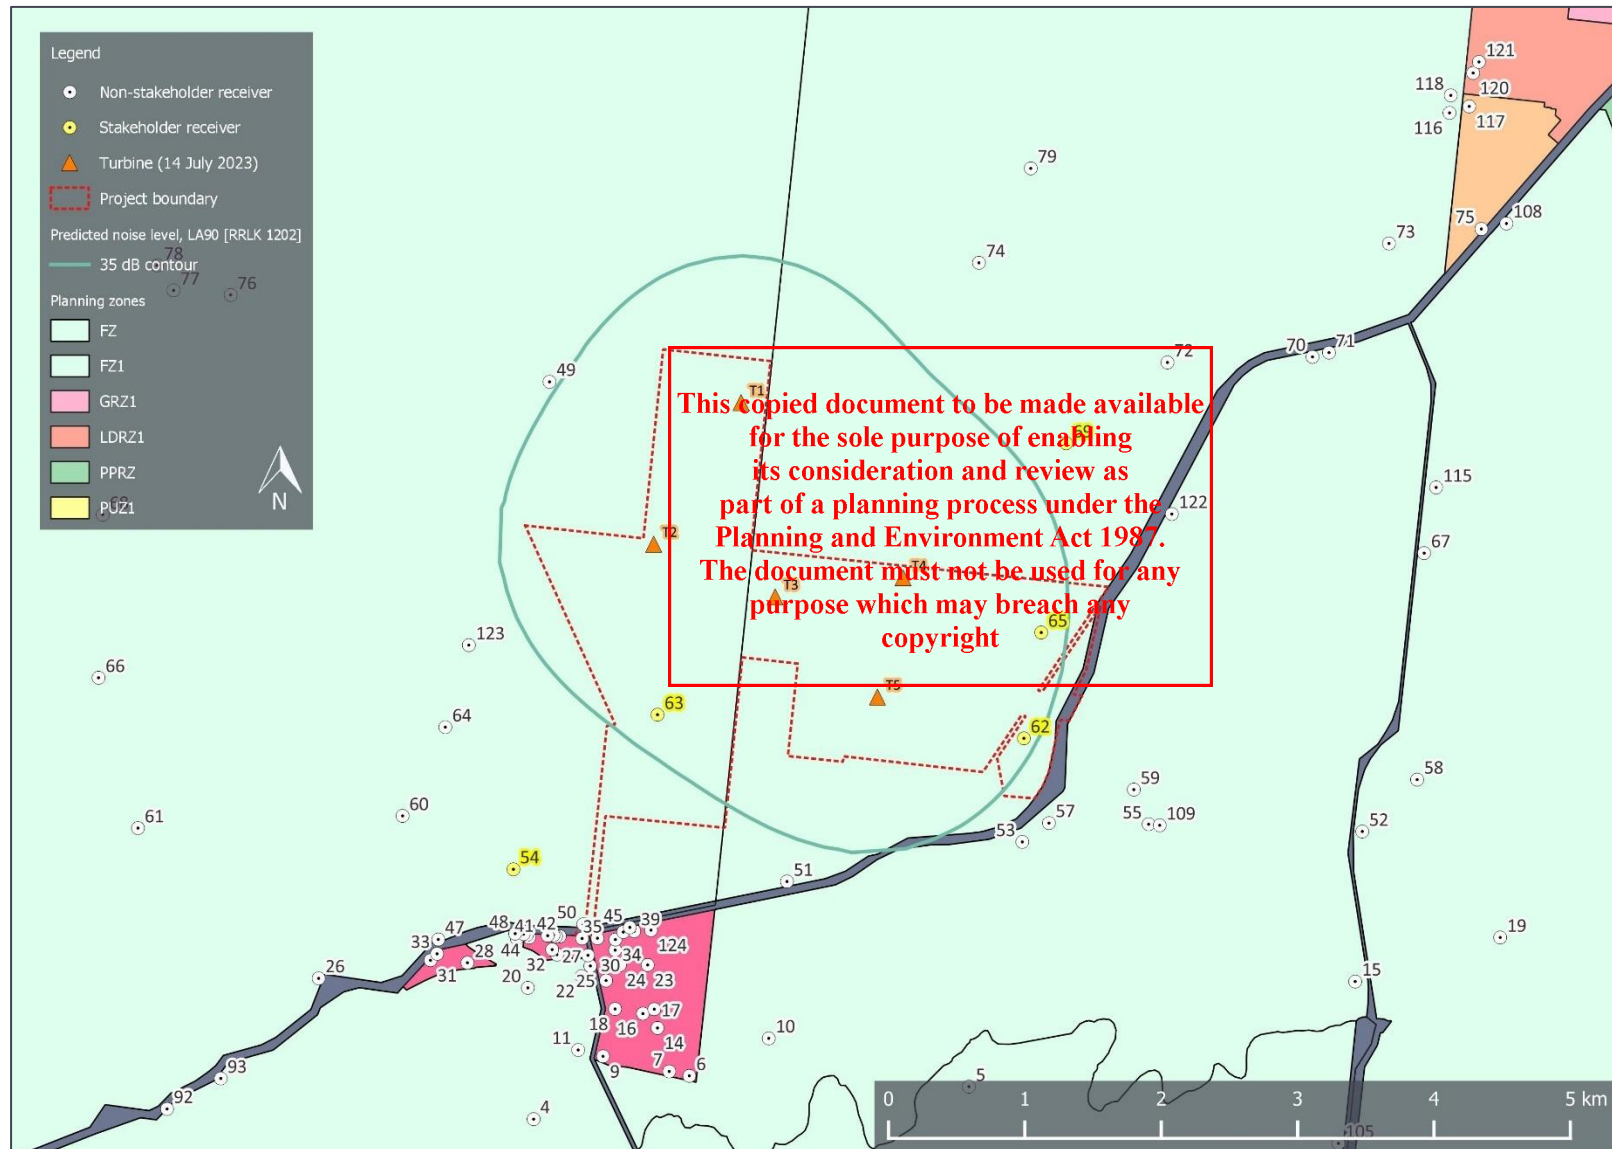 Legend
Non-stakeholder receiver
Stakeholder receiver
Turbine (14 July 2023)
Project boundary
Predicted noise level, LA90 [RRLK 1202]
78
35 dB contour
77
76
Planning zones
FZ
FZ1
GRZ1
LDRZ1
PPRZ
68
PUZ1
N
121
118
120
116
117
79
75
108
73
74
70
71
72
49
T1
This copied document to be made available
for the sole purpose of enabling
its consideration and review as
part of a planning process under the
Planning and Environment Act 1987.
The document must not be used for any
purpose which may breach any
copyright
69
115
122
T2
67
T4
T3
65
123
66
T5
63
64
62
59
58
60
61
57
55
109
53
52
54
51
50
45
39
48
41
42
35
47
44
124
33
27
34
28
32
30
31
19
26
20
25
24
23
22
15
18
16
17
11
14
10
9
7
6
93
92
4
5
0
1
2
3
4
5 km
105